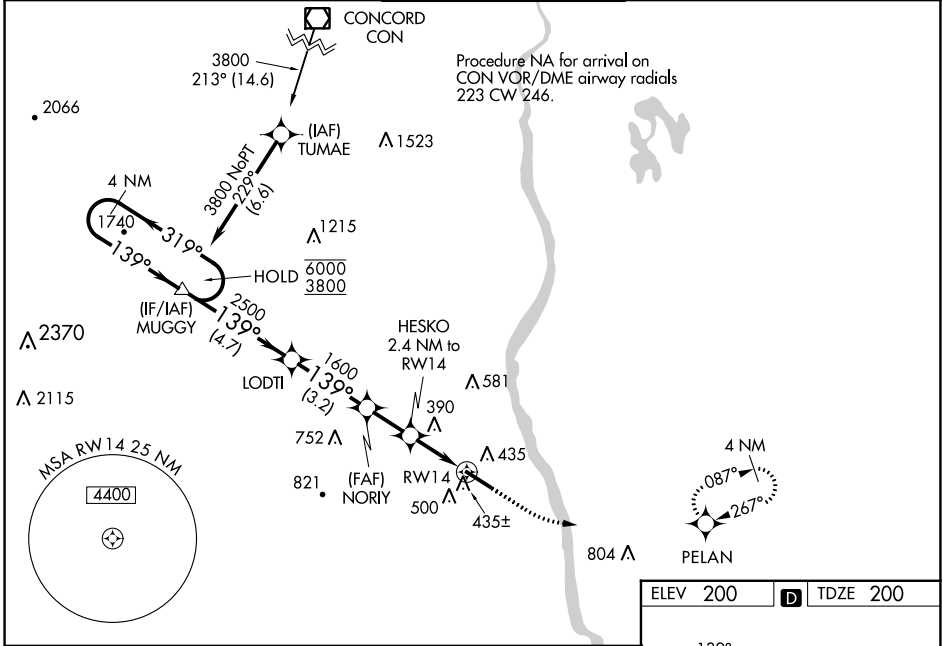 CONCORD
CON
3800
213° (14.6)
Procedure NA for arrival on
CON VOR/DME airway radials
223 CW 246.
2066
(IAF)
TUMAE
1523
3800 NoPT
229°
(6.6)
4 NM
1740
319°
139°
1215
HOLD
6000
3800
(IF/IAF)
MUGGY
2500
139°
(4.7)
2370
HESKO
2.4 NM to
RW14
LODTI
1600
139°
(3.2)
2115
581
390
752
(FAF)
NORIY
435
RW14
821
500
435±
MSA RW14 25 NM
4400
4 NM
087°
267°
PELAN
804
ELEV 200
D
TDZE 200